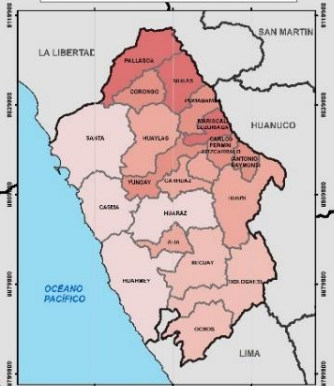 LA LIBERTAD
SAN MARTIN
PALLASCA
SIHUAS
CORONGO
POMABAMBA
HUANUCO
MARISCAL
LUZURIAGA
SANTA
HUAYLAS
CARLOS
FERMIN
FITZCARRALD
ANTONIO
RAYMONDI
YUNGAY
CARHUAZ
HUARI
CASMA
HUARAZ
AIJA
RECUAY
BOLOGNESI
HUARMEY
OCEANO
PACÍFICO
OCROS
LIMA